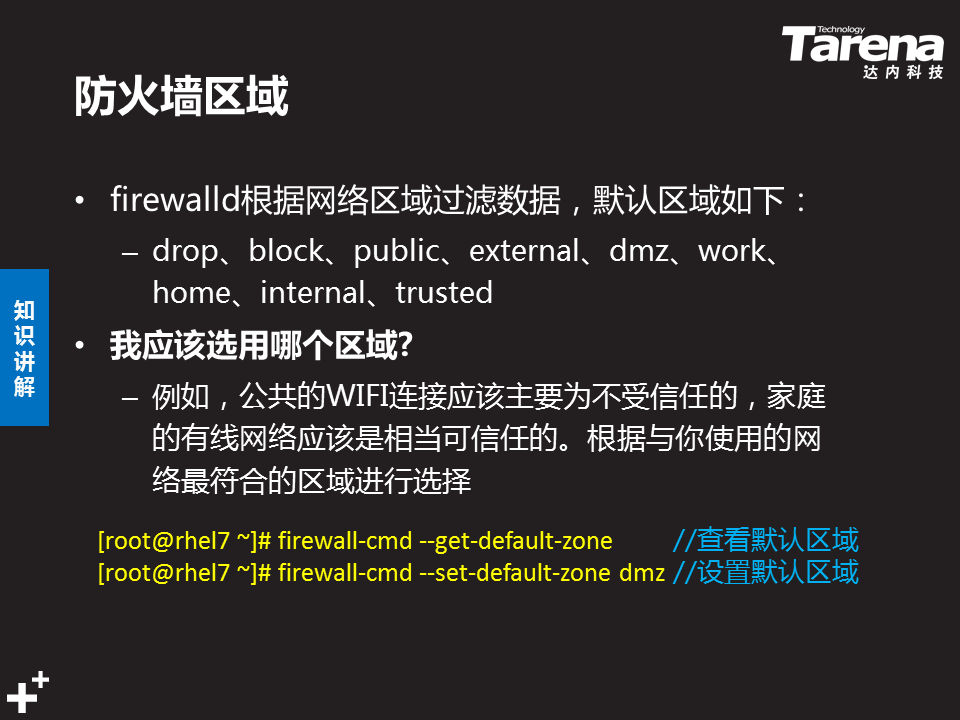 Technology
Tarena
达内科技
防火墙区域
• firewalld根据网络区域过滤数据，默认区域如下：
– drop、block、public、external、dmz、work、
home、internal、trusted
• 我应该选用哪个区域?
– 例如，公共的WIFI连接应该主要为不受信任的，家庭
的有线网络应该是相当可信任的。根据与你使用的网
络最符合的区域进行选择
知识讲解
[root@rhel7 ~]# firewall-cmd --get-default-zone //查看默认区域
[root@rhel7 ~]# firewall-cmd --set-default-zone dmz //设置默认区域